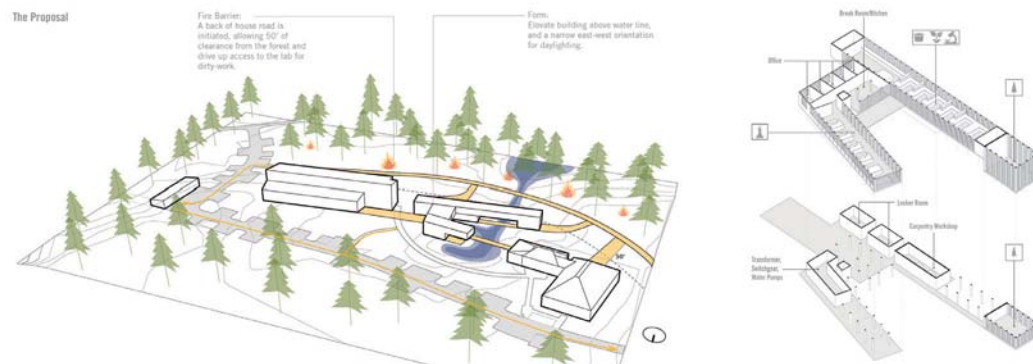 The Proposal
Fire Barrier:
A back of house road is
initiated, allowing 50' of
clearance from the forest and
drive up access to the lab for
dirty-work.
Form:
Elevate building above water line,
and a narrow east-west orientation
for daylighting.
50'
Break Room/Kitchen
Office
Locker Room
Carpentry Workshop
Transformer,
Switchgear,
Water Pumps